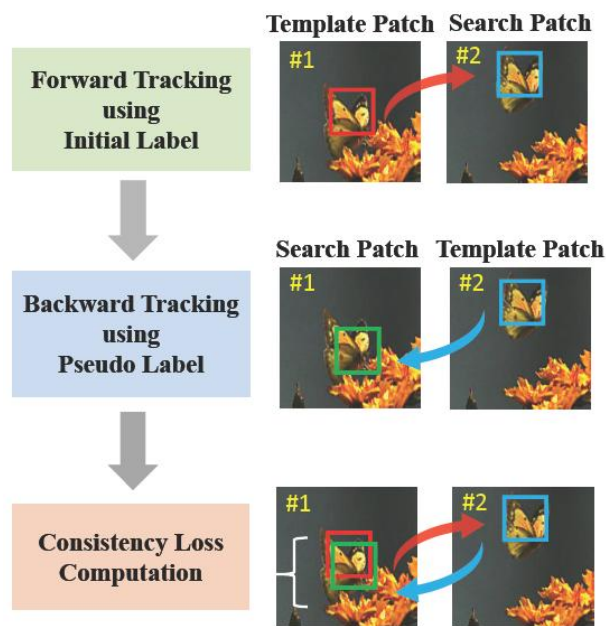 Template Patch Search Patch
#1 #2
Forward Tracking
using
Initial Label
Search Patch Template Patch
#1 #2
Backward Tracking
using
Pseudo Label
#1 #2
Consistency Loss
Computation